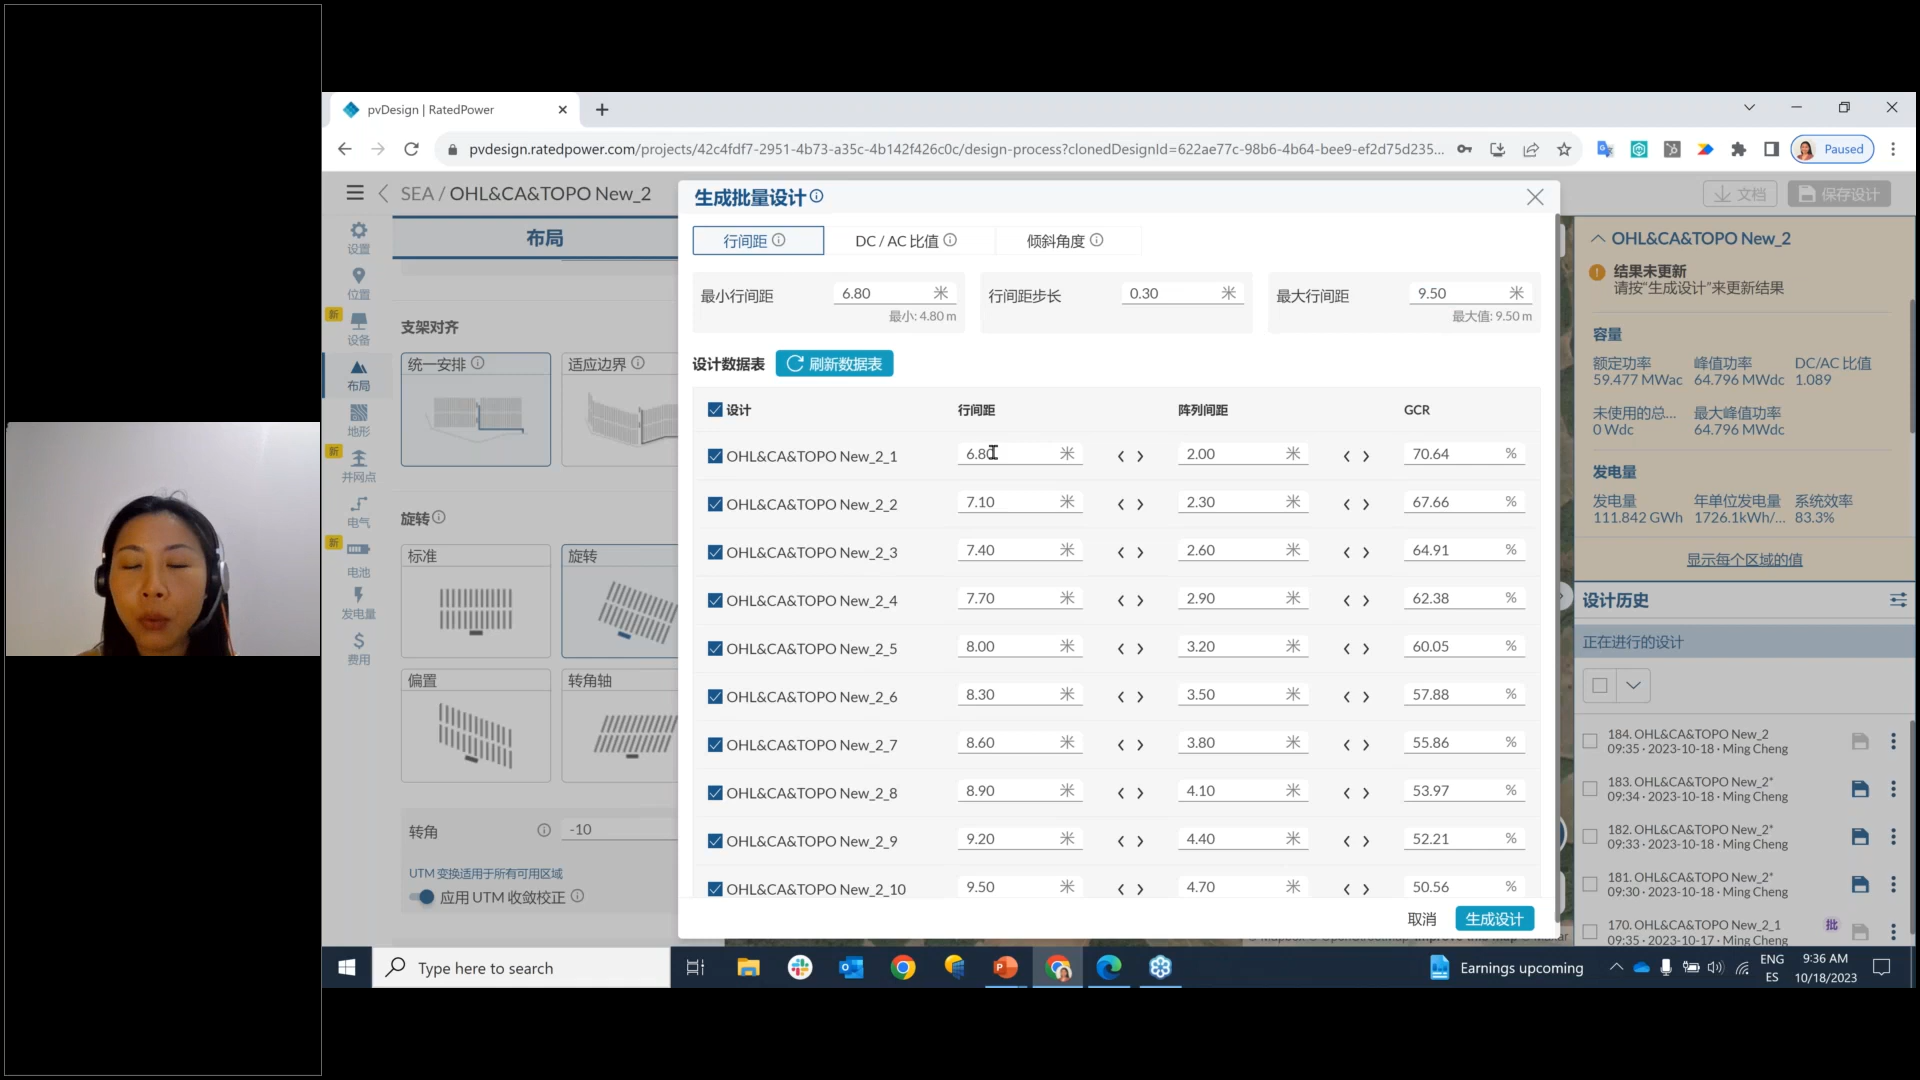 pvDesign | RatedPower
pvdesign.ratedpower.com/projects/42c4fdf7-2951-4b73-a35c-4b142f426c0c/design-process?clonedDesignId=622ae77c-98b6-4b64-bee9-ef2d75d235...
Paused
SEA / OHL&CA&TOPO New_2
文档
保存设计
设置
位置
新
设备
布局
地形
新
并网点
电气
新
电池
发电量
费用
布局
支架对齐
统一安排
适应边界
旋转
标准
旋转
偏置
转角轴
转角
-10
UTM 变换适用于所有可用区域
应用 UTM 收敛校正
生成批量设计
行间距
DC / AC 比值
倾斜角度
最小行间距 6.80 米
最小: 4.80 m
行间距步长 0.30 米
最大行间距 9.50 米
最大值: 9.50 m
设计数据表
刷新数据表
设计 行间距 阵列间距 GCR
OHL&CA&TOPO New_2_1 6.80 米 2.00 米 70.64 %
OHL&CA&TOPO New_2_2 7.10 米 2.30 米 67.66 %
OHL&CA&TOPO New_2_3 7.40 米 2.60 米 64.91 %
OHL&CA&TOPO New_2_4 7.70 米 2.90 米 62.38 %
OHL&CA&TOPO New_2_5 8.00 米 3.20 米 60.05 %
OHL&CA&TOPO New_2_6 8.30 米 3.50 米 57.88 %
OHL&CA&TOPO New_2_7 8.60 米 3.80 米 55.86 %
OHL&CA&TOPO New_2_8 8.90 米 4.10 米 53.97 %
OHL&CA&TOPO New_2_9 9.20 米 4.40 米 52.21 %
OHL&CA&TOPO New_2_10 9.50 米 4.70 米 50.56 %
取消
生成设计
OHL&CA&TOPO New_2
结果未更新
请按“生成设计”来更新结果
容量
额定功率 峰值功率 DC/AC 比值
59.477 MWac 64.796 MWdc 1.089
未使用的总... 最大峰值功率
0 Wdc 64.796 MWdc
发电量
发电量 年单位发电量 系统效率
111.842 GWh 1726.1kWh/... 83.3%
显示每个区域的值
设计历史
正在进行的设计
184. OHL&CA&TOPO New_2
09:35 · 2023-10-18 · Ming Cheng
183. OHL&CA&TOPO New_2*
09:34 · 2023-10-18 · Ming Cheng
182. OHL&CA&TOPO New_2*
09:33 · 2023-10-18 · Ming Cheng
181. OHL&CA&TOPO New_2*
09:30 · 2023-10-18 · Ming Cheng
170. OHL&CA&TOPO New_2_1
批
09:35 · 2023-10-17 · Ming Cheng
Type here to search
Earnings upcoming
ENG
ES
9:36 AM
10/18/2023